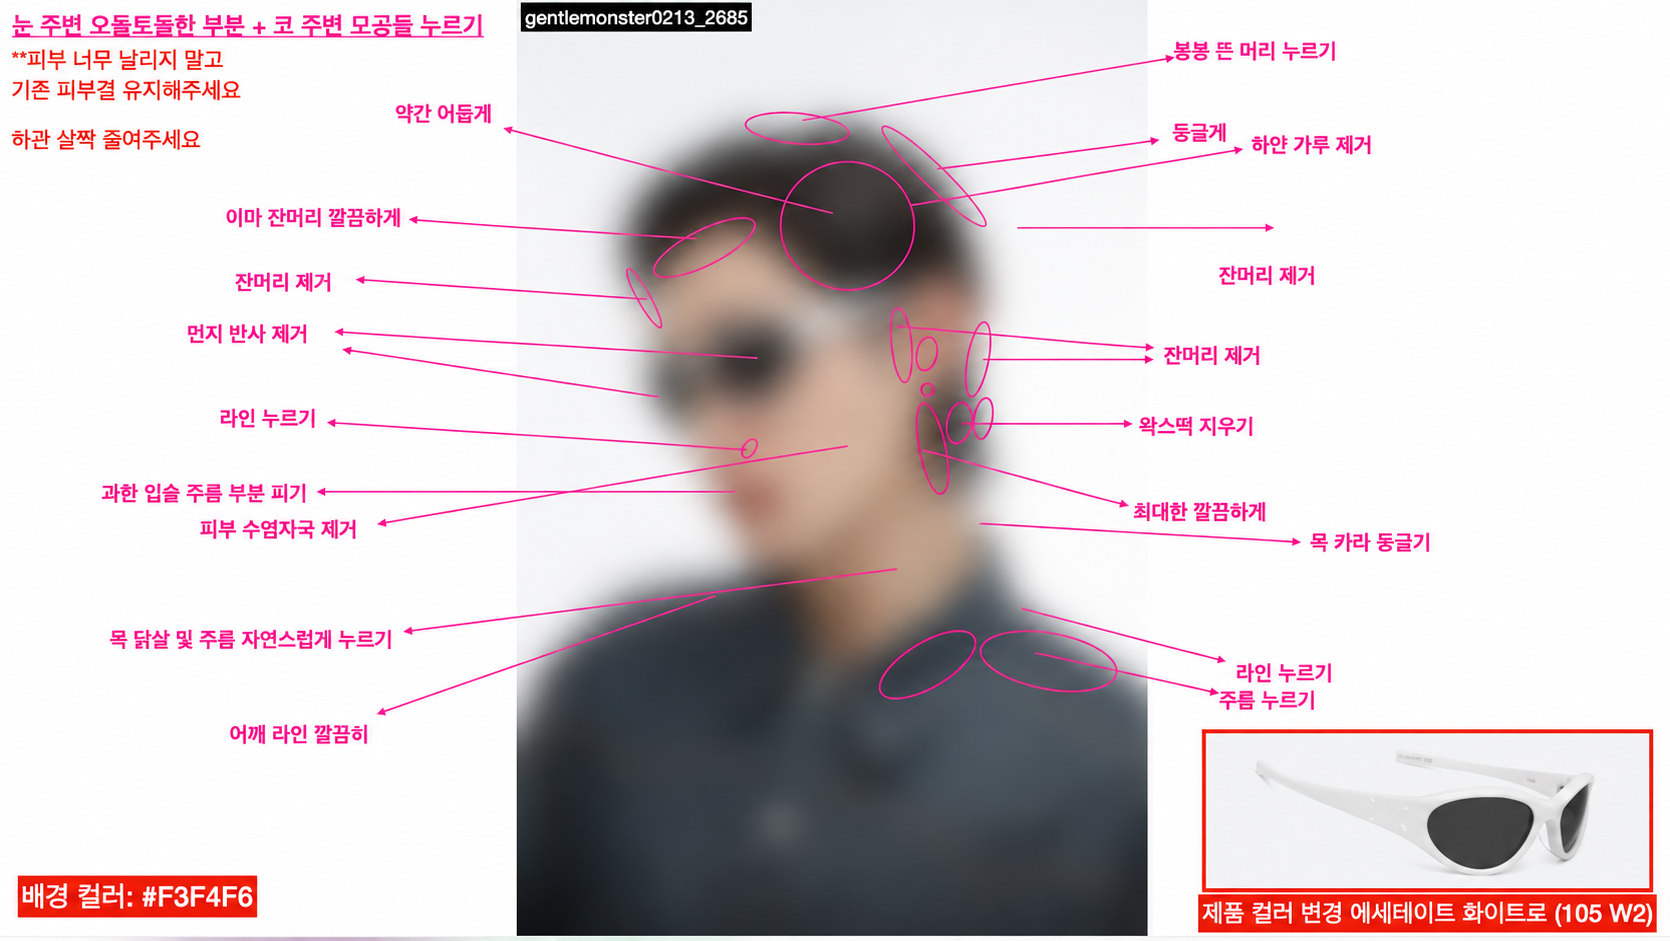 눈 주변 오돌토돌한 부분 + 코 주변 모공들 누르기
**피부 너무 날리지 말고
기존 피부결 유지해주세요
하관 살짝 줄여주세요
gentlemonster0213_2685
봉봉 뜬 머리 누르기
약간 어둡게
둥글게
하얀 가루 제거
이마 잔머리 깔끔하게
잔머리 제거
잔머리 제거
먼지 반사 제거
잔머리 제거
라인 누르기
왁스떡 지우기
과한 입술 주름 부분 피기
피부 수염자국 제거
최대한 깔끔하게
목 카라 둥글기
목 닭살 및 주름 자연스럽게 누르기
라인 누르기
주름 누르기
어깨 라인 깔끔히
배경 컬러: #F3F4F6
제품 컬러 변경 에세테이트 화이트로 (105 W2)